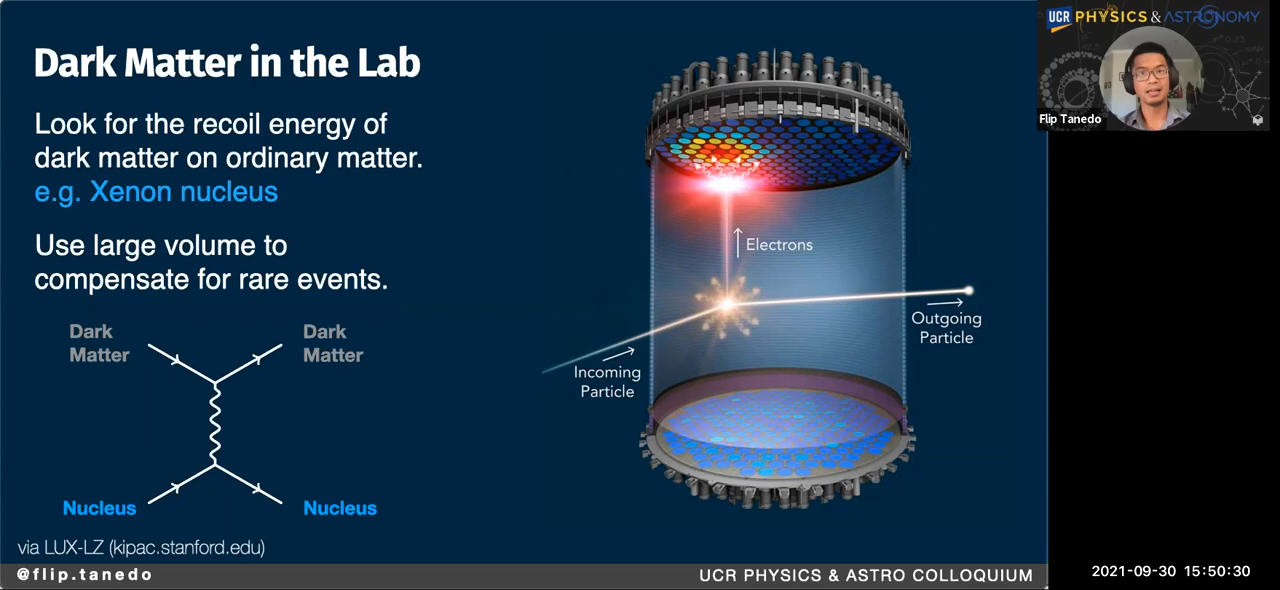 Dark Matter in the Lab
Look for the recoil energy of
dark matter on ordinary matter.
e.g. Xenon nucleus
Use large volume to
compensate for rare events.
Dark
Matter
Dark
Matter
Nucleus
Nucleus
via LUX-LZ (kipac.stanford.edu)
@flip.tanedo
UCR PHYSICS & ASTRO COLLOQUIUM
Electrons
Incoming
Particle
Outgoing
Particle
UCR PHYSICS & ASTRONOMY
Flip Tanedo
2021-09-30 15:50:30